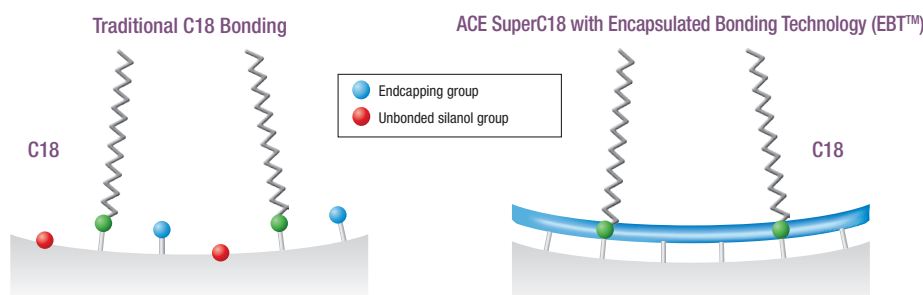 Traditional C18 Bonding
ACE SuperC18 with Encapsulated Bonding Technology (EBT™)
Endcapping group
Unbonded silanol group
C18
C18